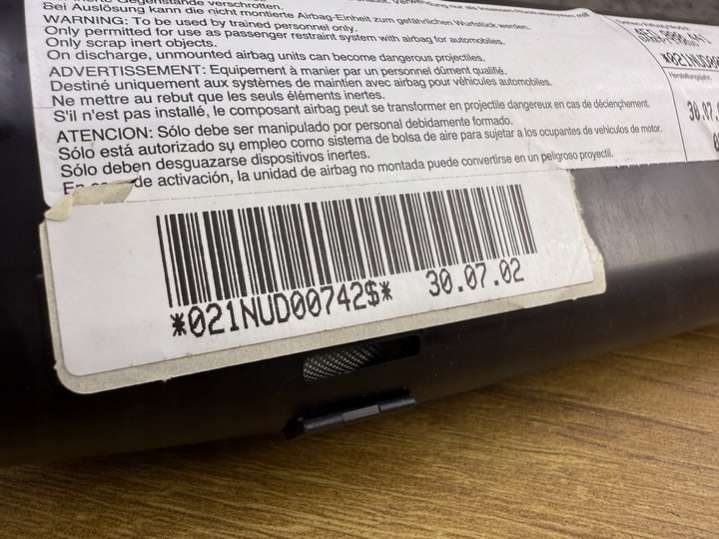 Gegenstände verschrotten.
Bei Auslösung kann die nicht montierte Airbag-Einheit zum gefährlichen Wurfstück werden.
WARNING: To be used by trained personnel only.
Only permitted for use as passenger restraint system with airbag for automobiles.
Only scrap inert objects.
On discharge, unmounted airbag units can become dangerous projectiles.
ADVERTISSEMENT: Equipement à manier par un personnel dûment qualifié.
Destiné uniquement aux systèmes de maintien avec airbag pour véhicules automobiles.
Ne mettre au rebut que les seuls éléments inertes.
S'il n'est pas installé, le composant airbag peut se transformer en projectile dangereux en cas de déclenchement.
ATENCION: Sólo debe ser manipulado por personal debidamente formado.
Sólo está autorizado su empleo como sistema de bolsa de aire para sujetar a los ocupantes de vehiculos de motor.
Sólo deben desguazarse dispositivos inertes.
En de activación, la unidad de airbag no montada puede convertirse en un peligroso proyectil.
Herstellungsjahr:
30.07.
*021NUD00742$* 30.07.02